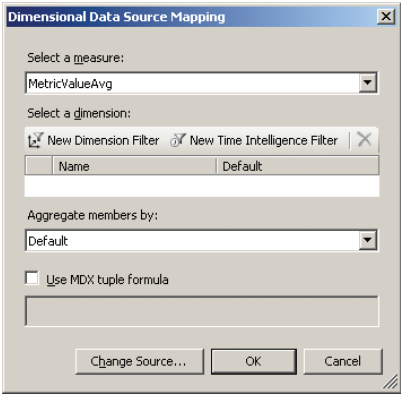 Dimensional Data Source Mapping
Select a measure:
MetricValueAvg
Select a dimension:
New Dimension Filter New Time Intelligence Filter
Name Default
Aggregate members by:
Default
Use MDX tuple formula
Change Source... OK Cancel